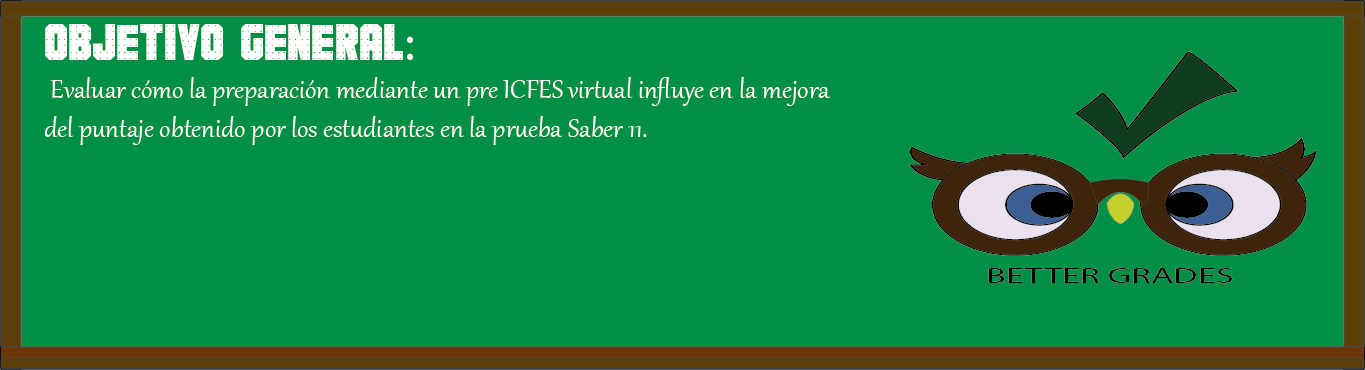 OBJETIVO GENERAL:
Evaluar cómo la preparación mediante un pre ICFES virtual influye en la mejora
del puntaje obtenido por los estudiantes en la prueba Saber 11.
BETTER GRADES